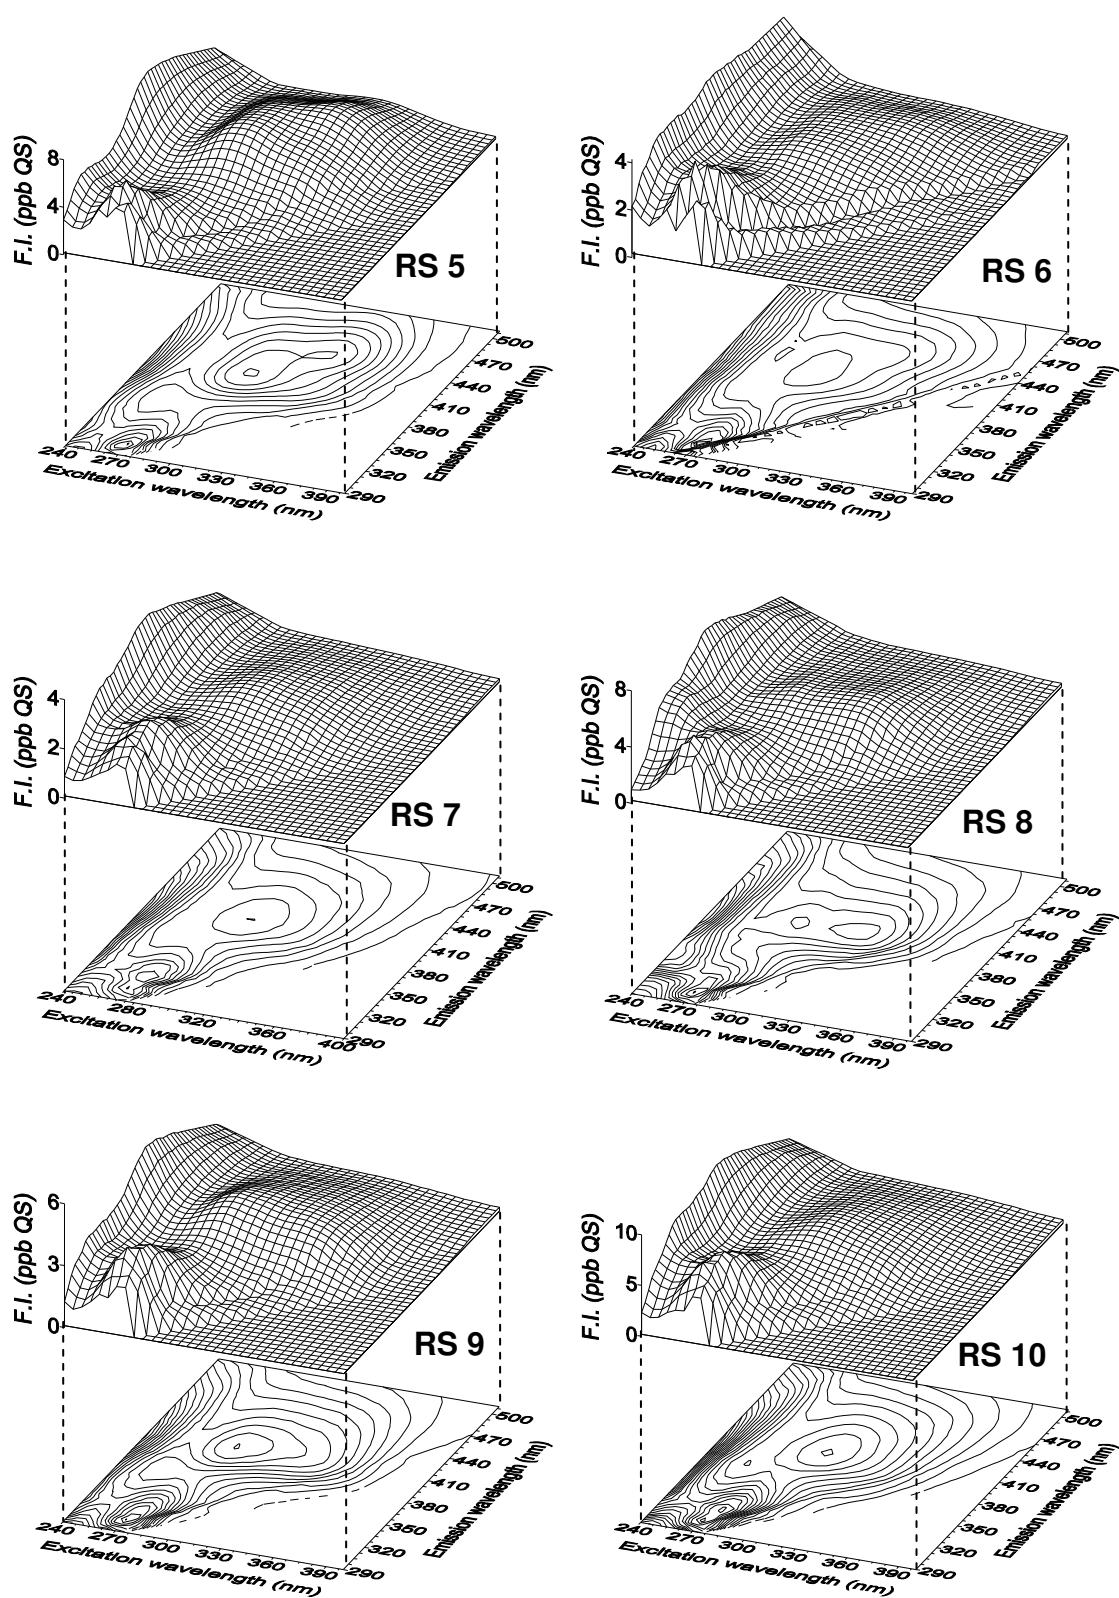 F.I. (ppb QS)
8
4
0
RS 5
240 270 300 330 360 390
Excitation wavelength (nm)
290 320 350 380 410 440 470 500
Emission wavelength (nm)
F.I. (ppb QS)
4
2
0
RS 6
240 270 300 330 360 390
Excitation wavelength (nm)
290 320 350 380 410 440 470 500
Emission wavelength (nm)
F.I. (ppb QS)
4
2
0
RS 7
240 280 320 360 400
Excitation wavelength (nm)
290 320 350 380 410 440 470 500
Emission wavelength (nm)
F.I. (ppb QS)
8
4
0
RS 8
240 270 300 330 360 390
Excitation wavelength (nm)
290 320 350 380 410 440 470 500
Emission wavelength (nm)
F.I. (ppb QS)
6
3
0
RS 9
240 270 300 330 360 390
Excitation wavelength (nm)
290 320 350 380 410 440 470 500
Emission wavelength (nm)
F.I. (ppb QS)
10
5
0
RS 10
240 270 300 330 360 390
Excitation wavelength (nm)
290 320 350 380 410 440 470 500
Emission wavelength (nm)